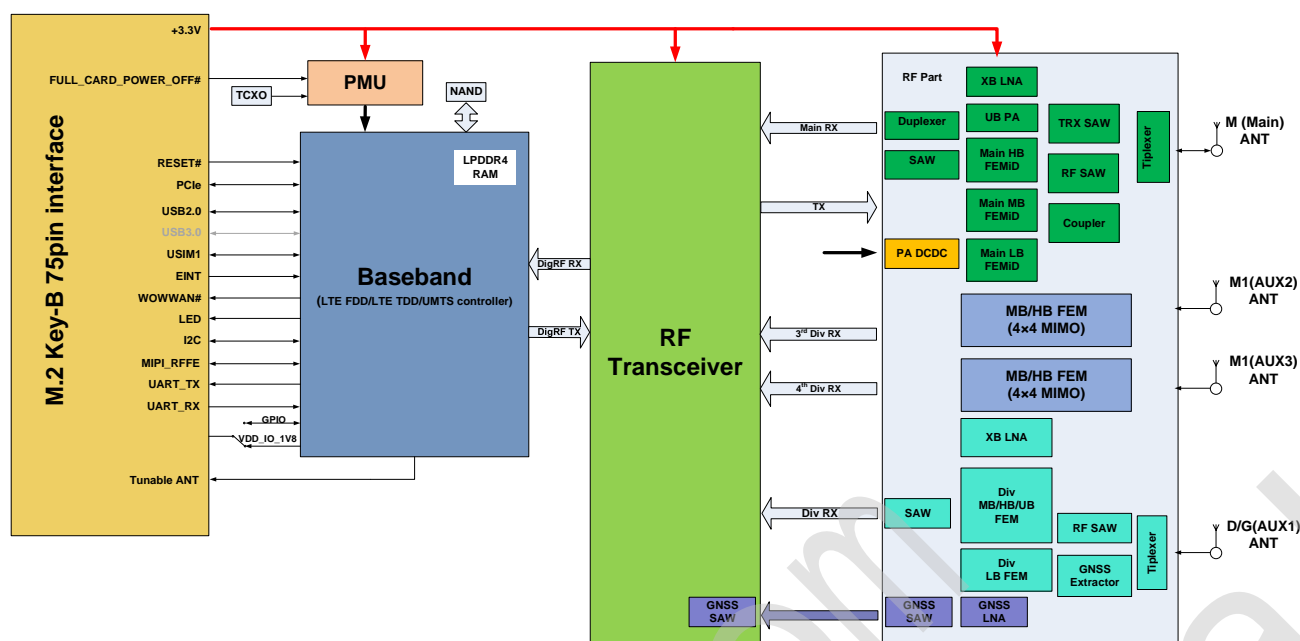 M.2 Key-B 75pin interface
+3.3V
FULL_CARD_POWER_OFF#
RESET#
PCIe
USB2.0
USB3.0
USIM1
EINT
WOWWAN#
LED
I2C
MIPI_RFFE
UART_TX
UART_RX
GPIO
VDD_IO_1V8
Tunable ANT
TCXO
PMU
NAND
LPDDR4
RAM
Baseband
(LTE FDD/LTE TDD/UMTS controller)
DigRF RX
DigRF TX
RF
Transceiver
GNSS
SAW
Main RX
TX
3rd Div RX
4th Div RX
Div RX
RF Part
XB LNA
Duplexer
UB PA
TRX SAW
SAW
Main HB
FEMiD
RF SAW
Tiplexer
Main MB
FEMiD
Coupler
PA DCDC
Main LB
FEMiD
MB/HB FEM
(4×4 MIMO)
MB/HB FEM
(4×4 MIMO)
XB LNA
SAW
Div
MB/HB/UB
FEM
RF SAW
Tiplexer
Div
LB FEM
GNSS
Extractor
GNSS
SAW
GNSS
LNA
M (Main)
ANT
M1(AUX2)
ANT
M1(AUX3)
ANT
D/G(AUX1)
ANT